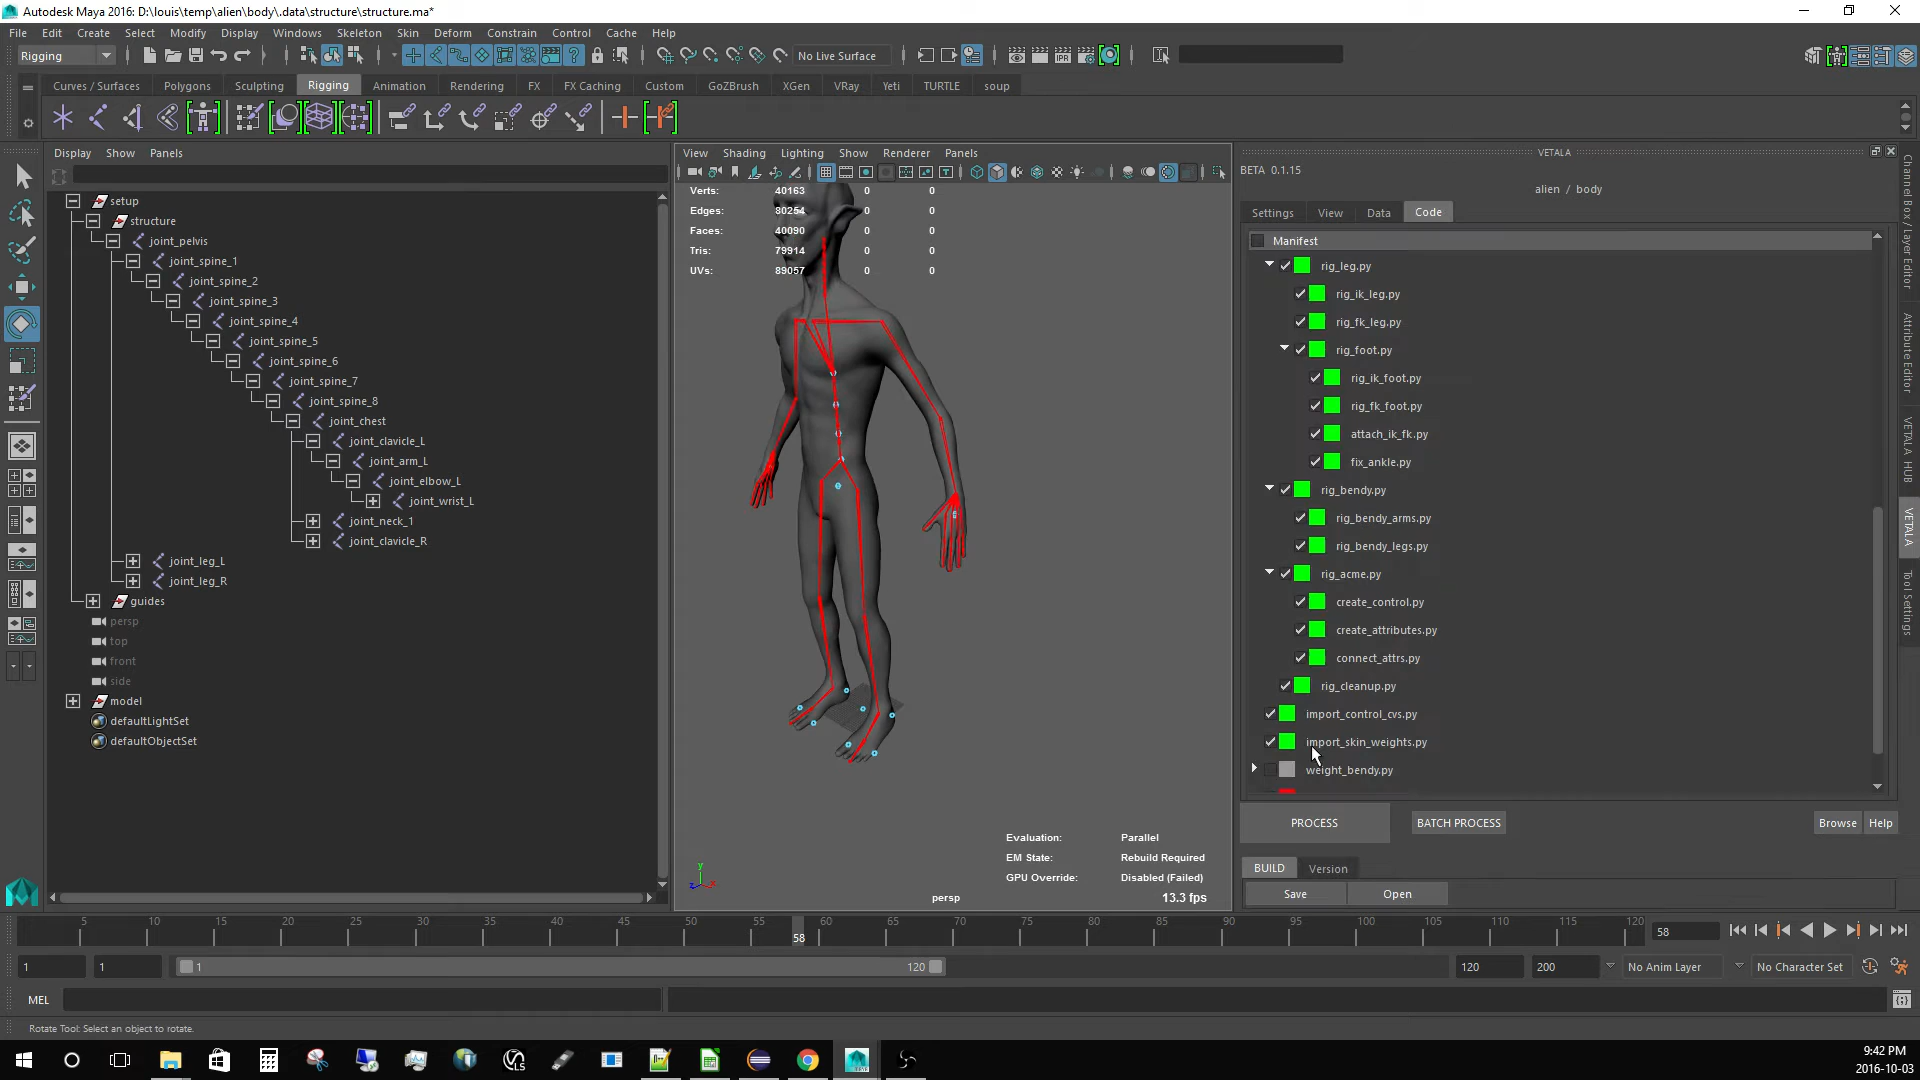 Autodesk Maya 2016: D:\louis\temp\alien\body\.data\structure\structure.ma*
File Edit Create Select Modify Display Windows Skeleton Skin Deform Constrain Control Cache Help
Rigging No Live Surface
Curves / Surfaces Polygons Sculpting Rigging Animation Rendering FX FX Caching Custom GoZBrush XGen VRay Yeti TURTLE soup
Display Show Panels
setup
structure
joint_pelvis
joint_spine_1
joint_spine_2
joint_spine_3
joint_spine_4
joint_spine_5
joint_spine_6
joint_spine_7
joint_spine_8
joint_chest
joint_clavicle_L
joint_arm_L
joint_elbow_L
joint_wrist_L
joint_neck_1
joint_clavicle_R
joint_leg_L
joint_leg_R
guides
persp
top
front
side
model
defaultLightSet
defaultObjectSet
View Shading Lighting Show Renderer Panels
Verts: 40163 0 0
Edges: 80254 0 0
Faces: 40090 0 0
Tris: 79914 0 0
UVs: 89057 0 0
Evaluation: Parallel
EM State: Rebuild Required
GPU Override: Disabled (Failed)
persp 13.3 fps
y
z x
VETALA
BETA 0.1.15
alien / body
Settings View Data Code
Manifest
rig_leg.py
rig_ik_leg.py
rig_fk_leg.py
rig_foot.py
rig_ik_foot.py
rig_fk_foot.py
attach_ik_fk.py
fix_ankle.py
rig_bendy.py
rig_bendy_arms.py
rig_bendy_legs.py
rig_acme.py
create_control.py
create_attributes.py
connect_attrs.py
rig_cleanup.py
import_control_cvs.py
import_skin_weights.py
weight_bendy.py
PROCESS BATCH PROCESS Browse Help
BUILD Version
Save Open
Channel Box / Layer Editor
Attribute Editor
VETALA HUB
VETALA
Tool Settings
5 10 15 20 25 30 35 40 45 50 55 60 65 70 75 80 85 90 95 100 105 110 115 120
58 58
1 1 1 120 120 200 No Anim Layer No Character Set
MEL
Rotate Tool: Select an object to rotate.
9:42 PM
2016-10-03